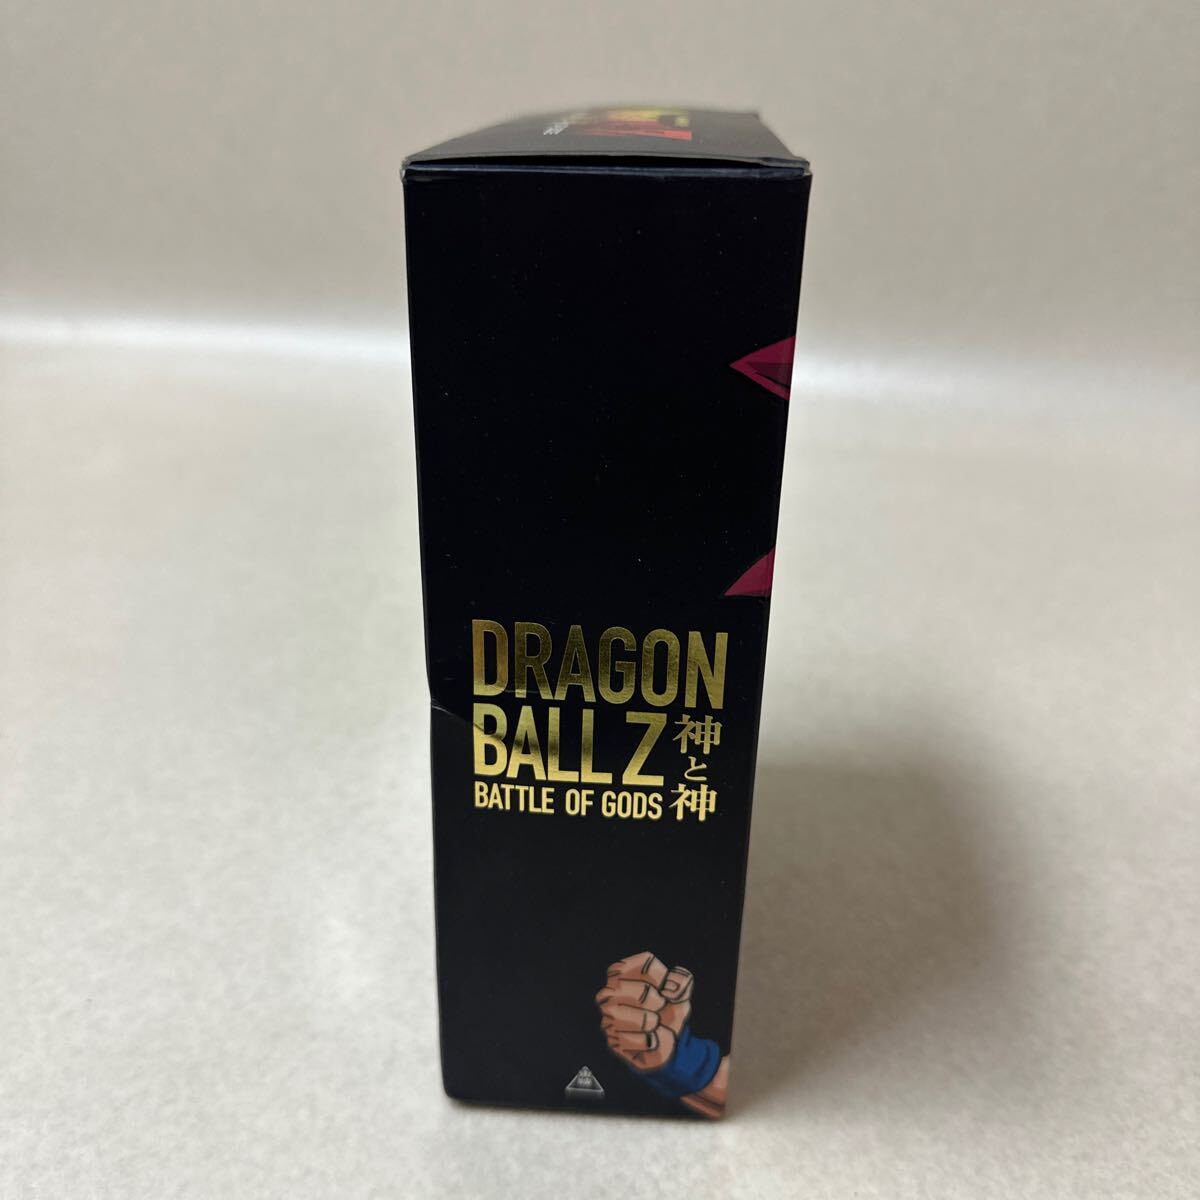 DRAGON
BALL Z 神と神
BATTLE OF GODS